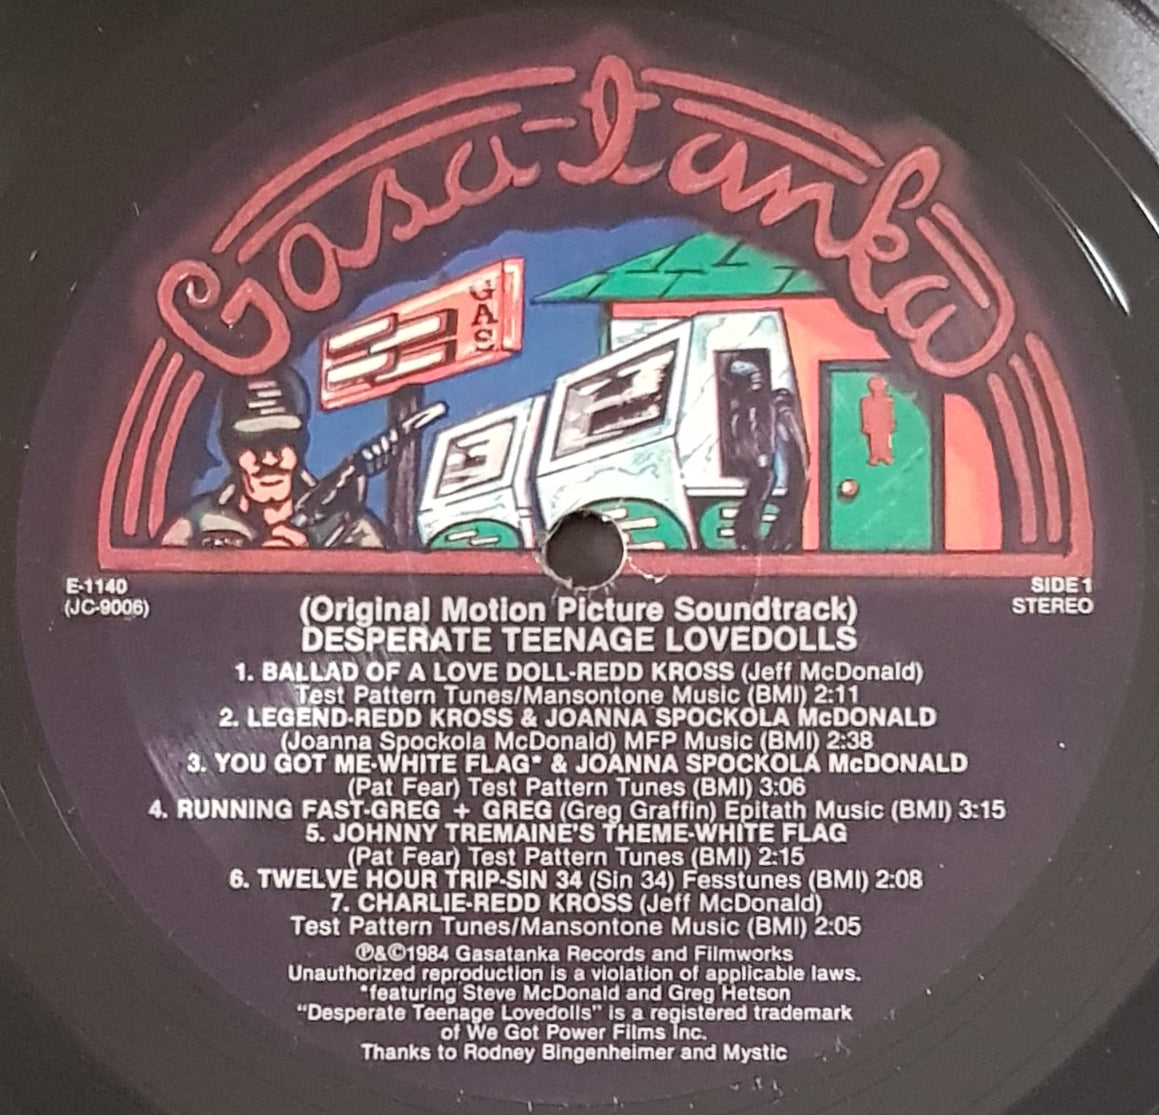 Gasa-tanka
GAS
E-1140
(JC-9006)
SIDE 1
STEREO
(Original Motion Picture Soundtrack)
DESPERATE TEENAGE LOVEDOLLS
1. BALLAD OF A LOVE DOLL-REDD KROSS (Jeff McDonald)
Test Pattern Tunes/Mansontone Music (BMI) 2:11
2. LEGEND-REDD KROSS & JOANNA SPOCKOLA McDONALD
(Joanna Spockola McDonald) MFP Music (BMI) 2:38
3. YOU GOT ME-WHITE FLAG* & JOANNA SPOCKOLA McDONALD
(Pat Fear) Test Pattern Tunes (BMI) 3:06
4. RUNNING FAST-GREG + GREG (Greg Graffin) Epitath Music (BMI) 3:15
5. JOHNNY TREMAINE'S THEME-WHITE FLAG
(Pat Fear) Test Pattern Tunes (BMI) 2:15
6. TWELVE HOUR TRIP-SIN 34 (Sin 34) Fesstunes (BMI) 2:08
7. CHARLIE-REDD KROSS (Jeff McDonald)
Test Pattern Tunes/Mansontone Music (BMI) 2:05
℗&©1984 Gasatanka Records and Filmworks
Unauthorized reproduction is a violation of applicable laws.
*featuring Steve McDonald and Greg Hetson
“Desperate Teenage Lovedolls” is a registered trademark
of We Got Power Films Inc.
Thanks to Rodney Bingenheimer and Mystic